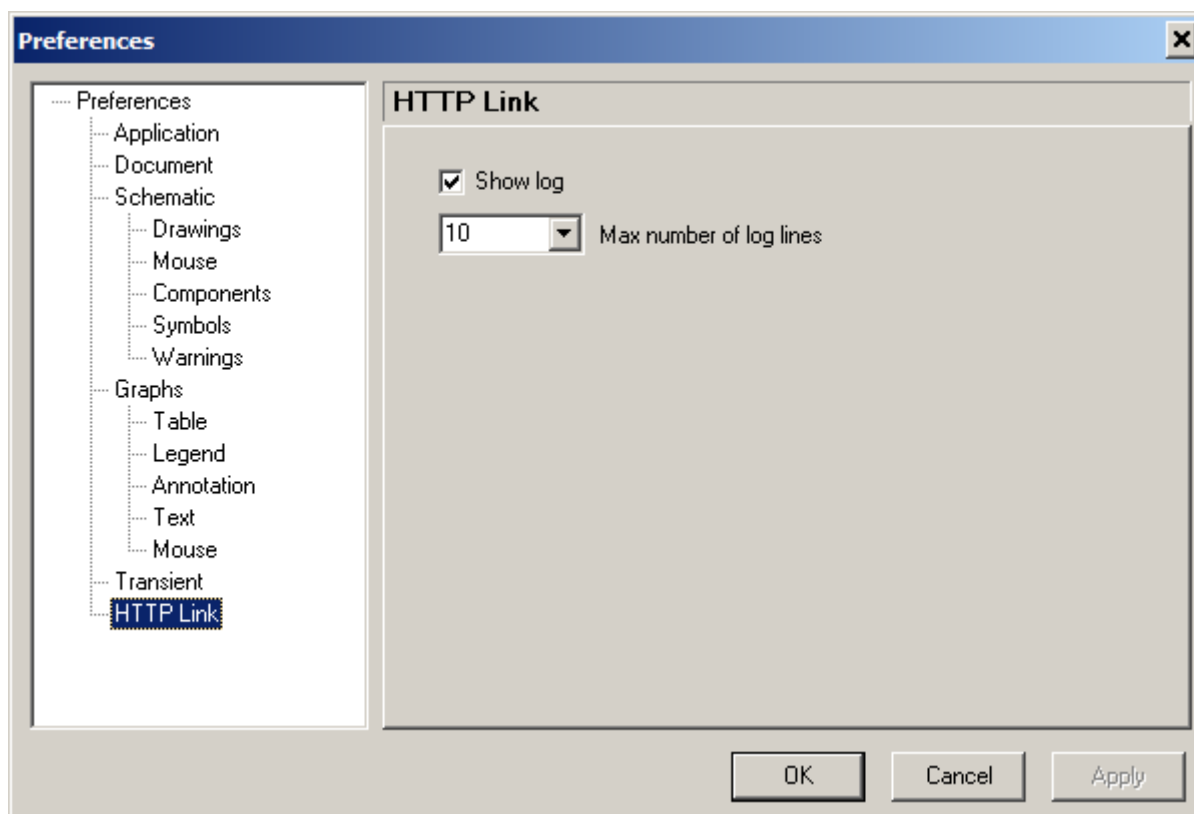 Preferences
Preferences
Application
Document
Schematic
Drawings
Mouse
Components
Symbols
Warnings
Graphs
Table
Legend
Annotation
Text
Mouse
Transient
HTTP Link
HTTP Link
Show log
10 Max number of log lines
OK Cancel Apply